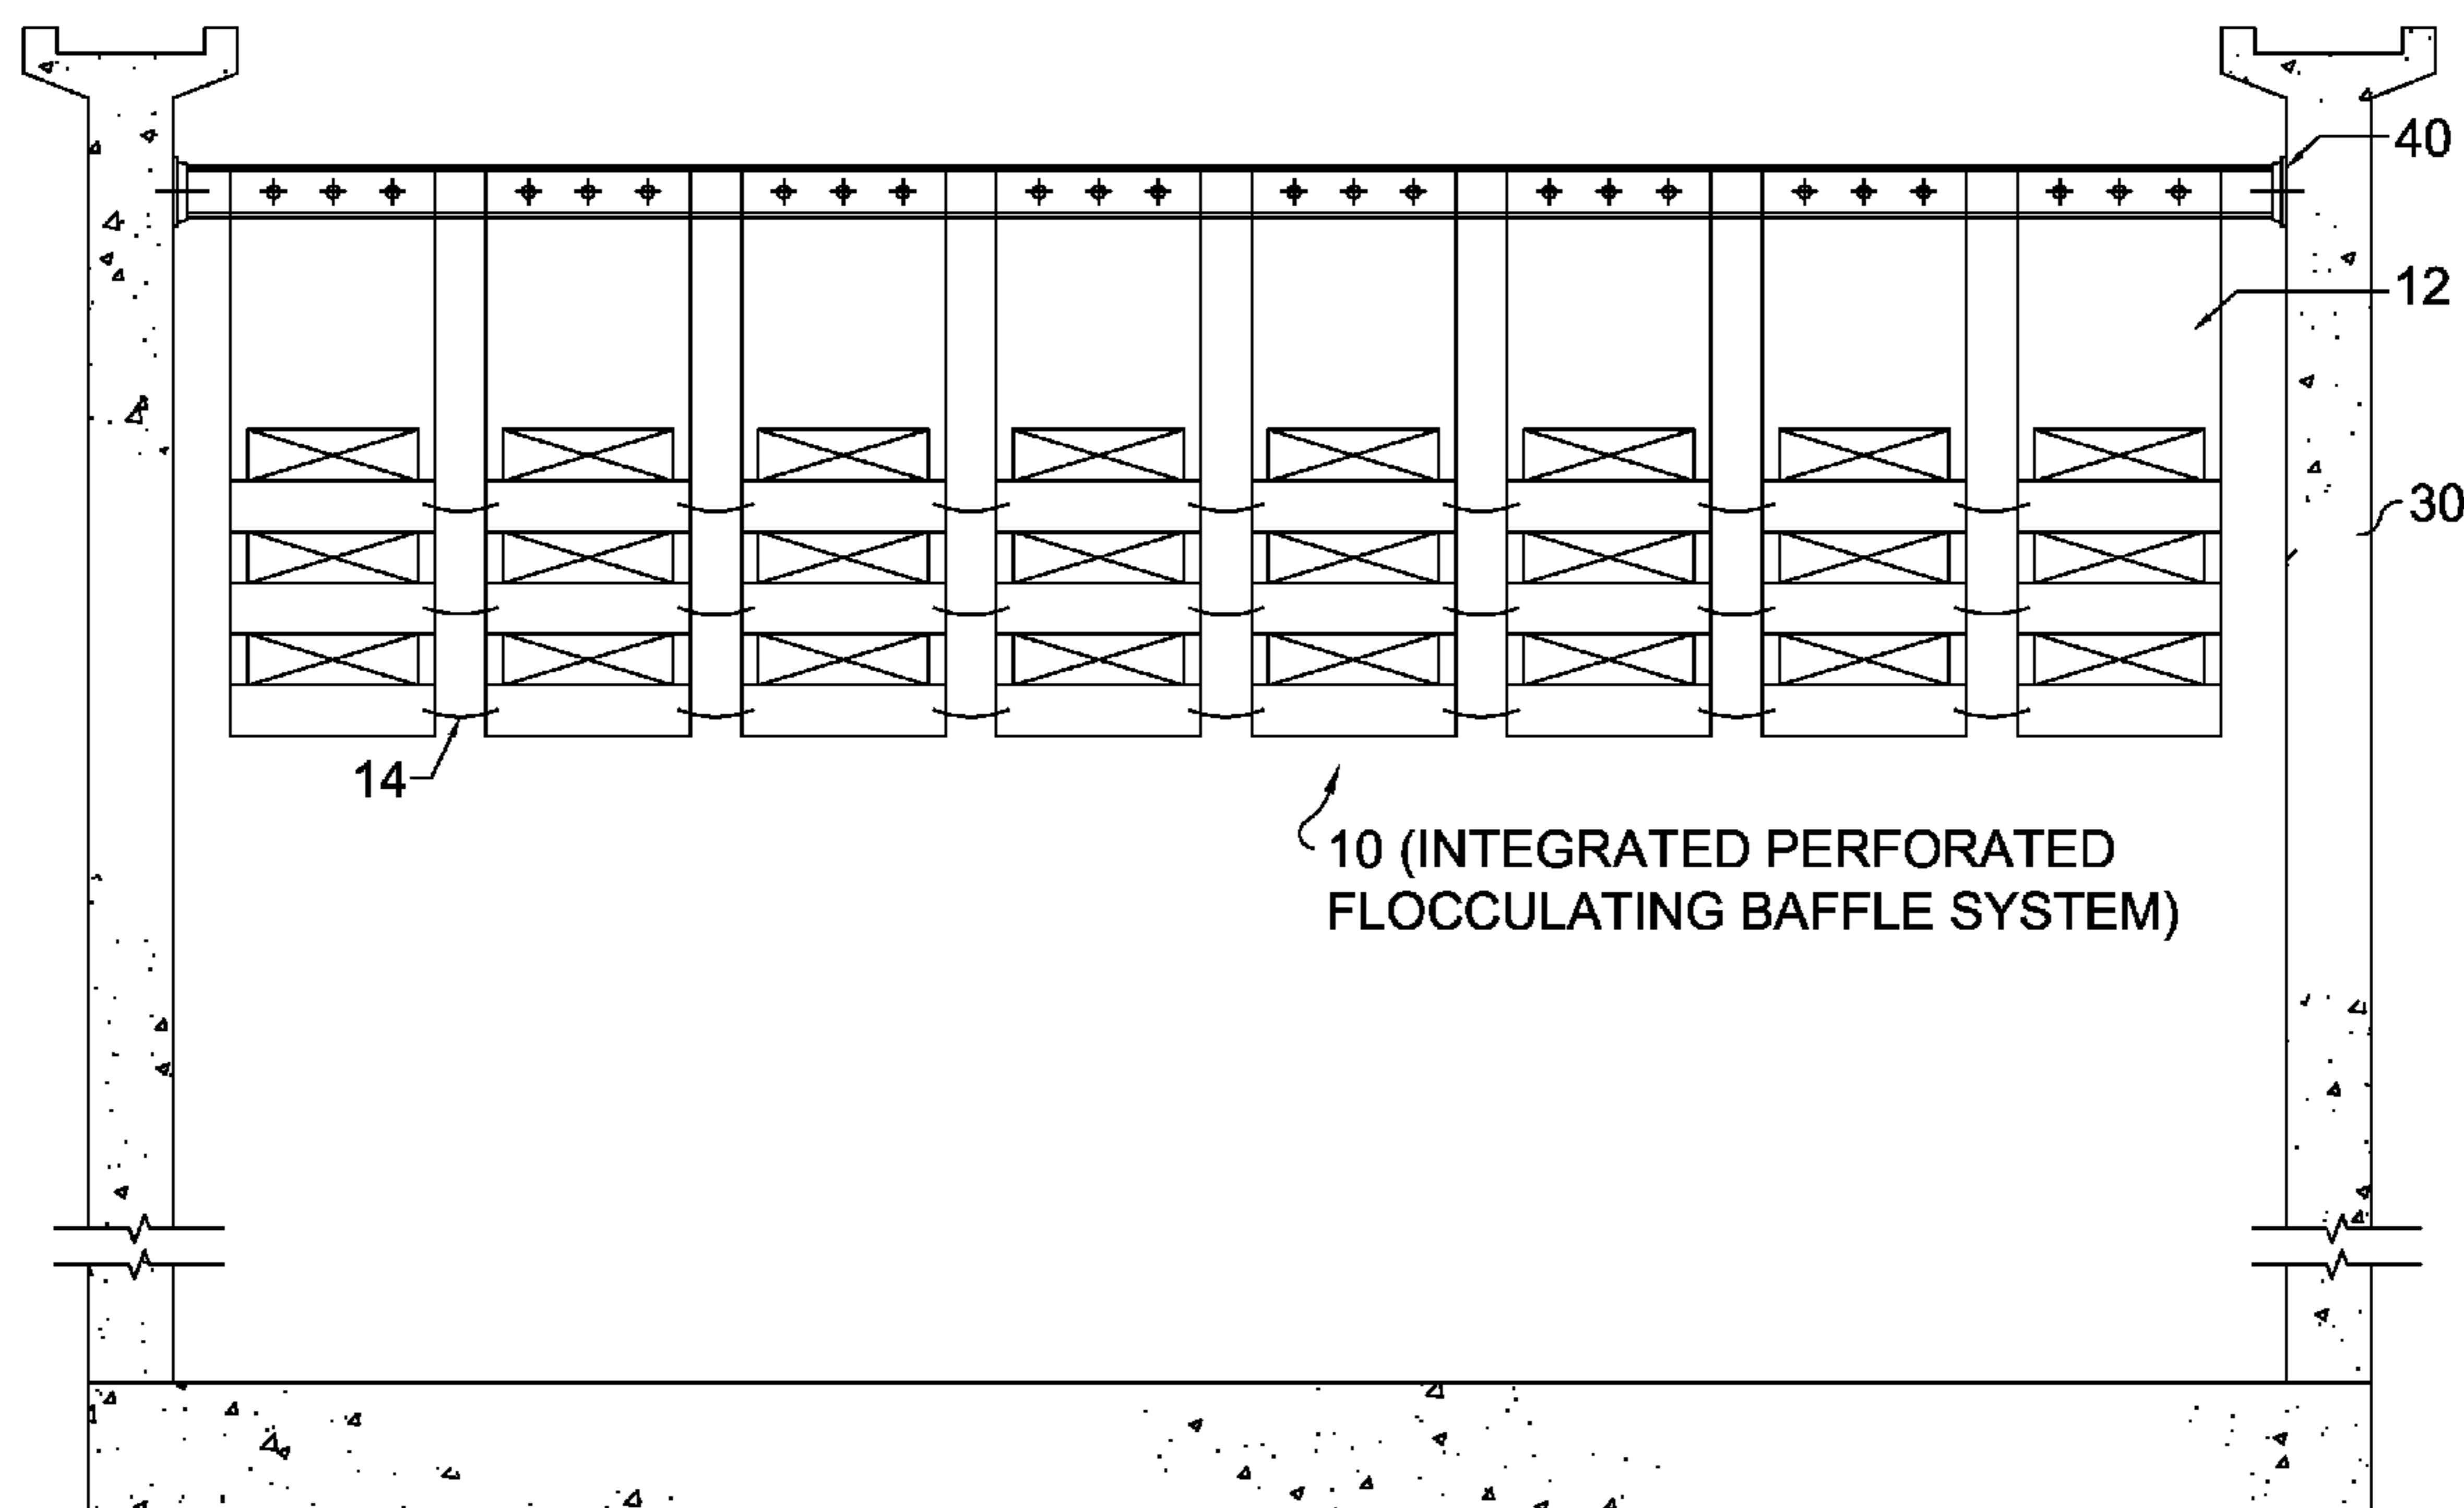 40
12
30
14
10 (INTEGRATED PERFORATED
FLOCCULATING BAFFLE SYSTEM)